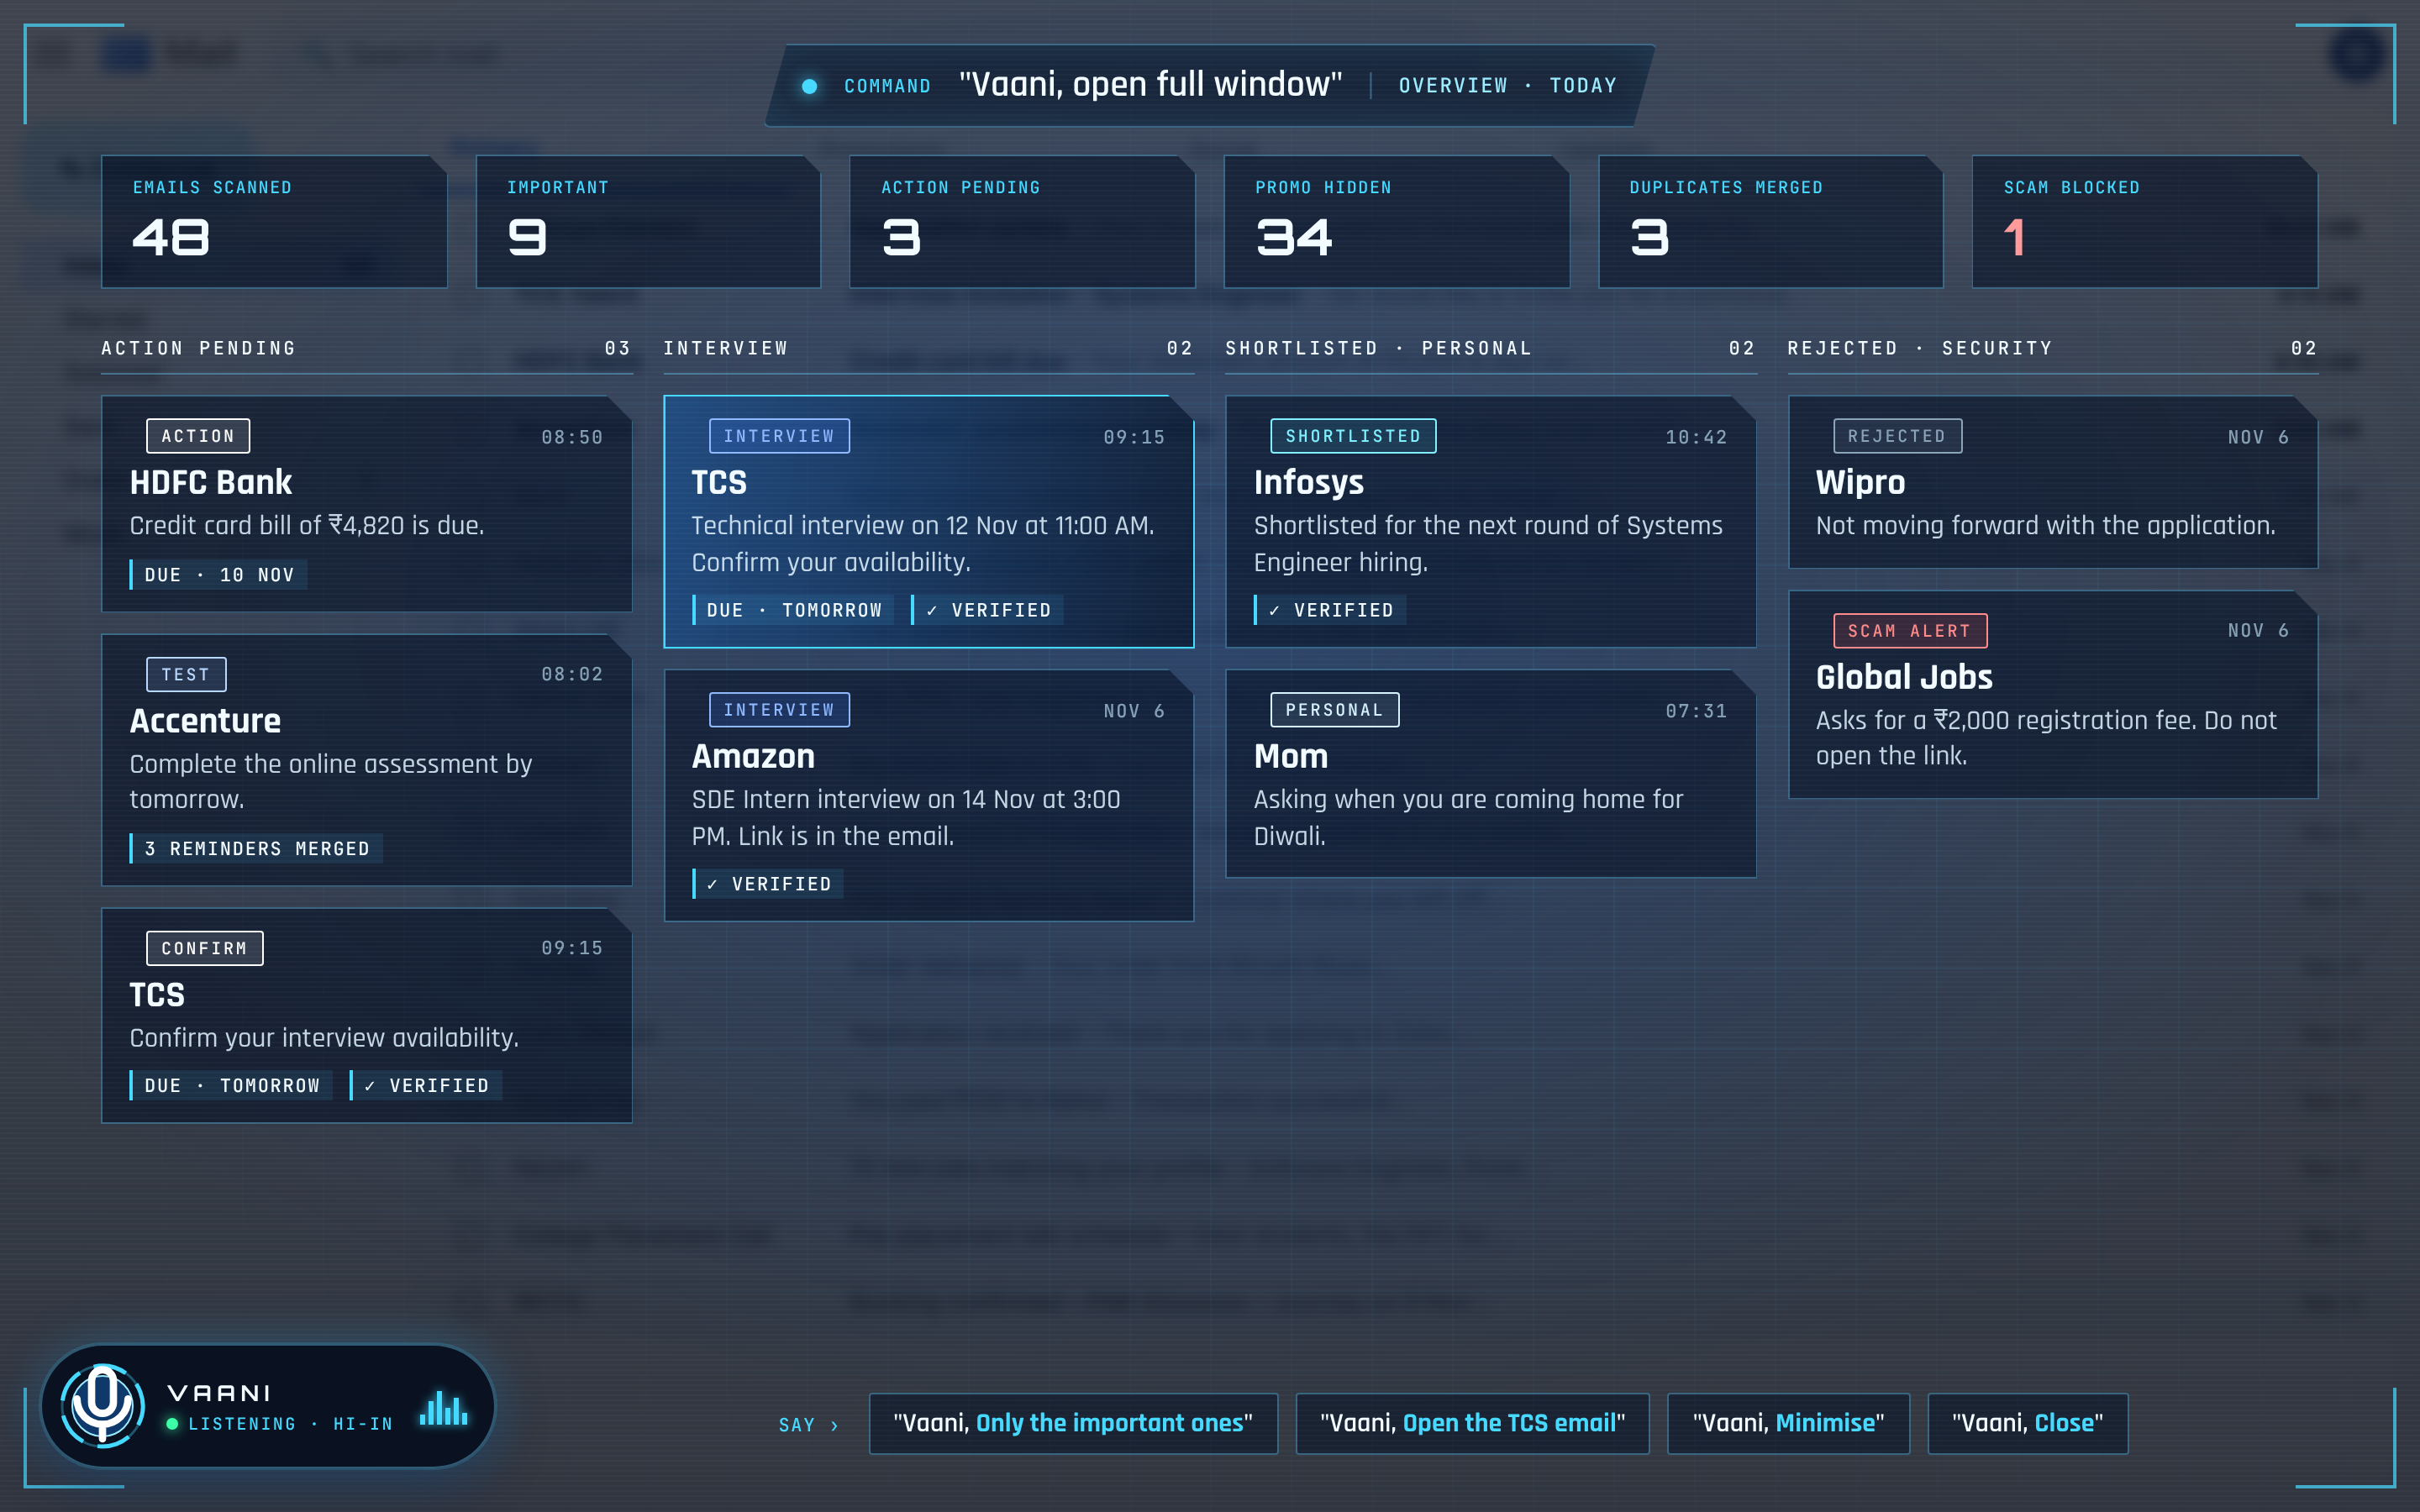 COMMAND "Vaani, open full window" OVERVIEW · TODAY
EMAILS SCANNED
48
IMPORTANT
9
ACTION PENDING
3
PROMO HIDDEN
34
DUPLICATES MERGED
3
SCAM BLOCKED
1
ACTION PENDING 03
ACTION 08:50
HDFC Bank
Credit card bill of ₹4,820 is due.
DUE · 10 NOV
TEST 08:02
Accenture
Complete the online assessment by
tomorrow.
3 REMINDERS MERGED
CONFIRM 09:15
TCS
Confirm your interview availability.
DUE · TOMORROW ✓ VERIFIED
INTERVIEW 02
INTERVIEW 09:15
TCS
Technical interview on 12 Nov at 11:00 AM.
Confirm your availability.
DUE · TOMORROW ✓ VERIFIED
INTERVIEW NOV 6
Amazon
SDE Intern interview on 14 Nov at 3:00
PM. Link is in the email.
✓ VERIFIED
SHORTLISTED · PERSONAL 02
SHORTLISTED 10:42
Infosys
Shortlisted for the next round of Systems
Engineer hiring.
✓ VERIFIED
PERSONAL 07:31
Mom
Asking when you are coming home for
Diwali.
REJECTED · SECURITY 02
REJECTED NOV 6
Wipro
Not moving forward with the application.
SCAM ALERT NOV 6
Global Jobs
Asks for a ₹2,000 registration fee. Do not
open the link.
VAANI
LISTENING · HI-IN
SAY › "Vaani, Only the important ones" "Vaani, Open the TCS email" "Vaani, Minimise" "Vaani, Close"